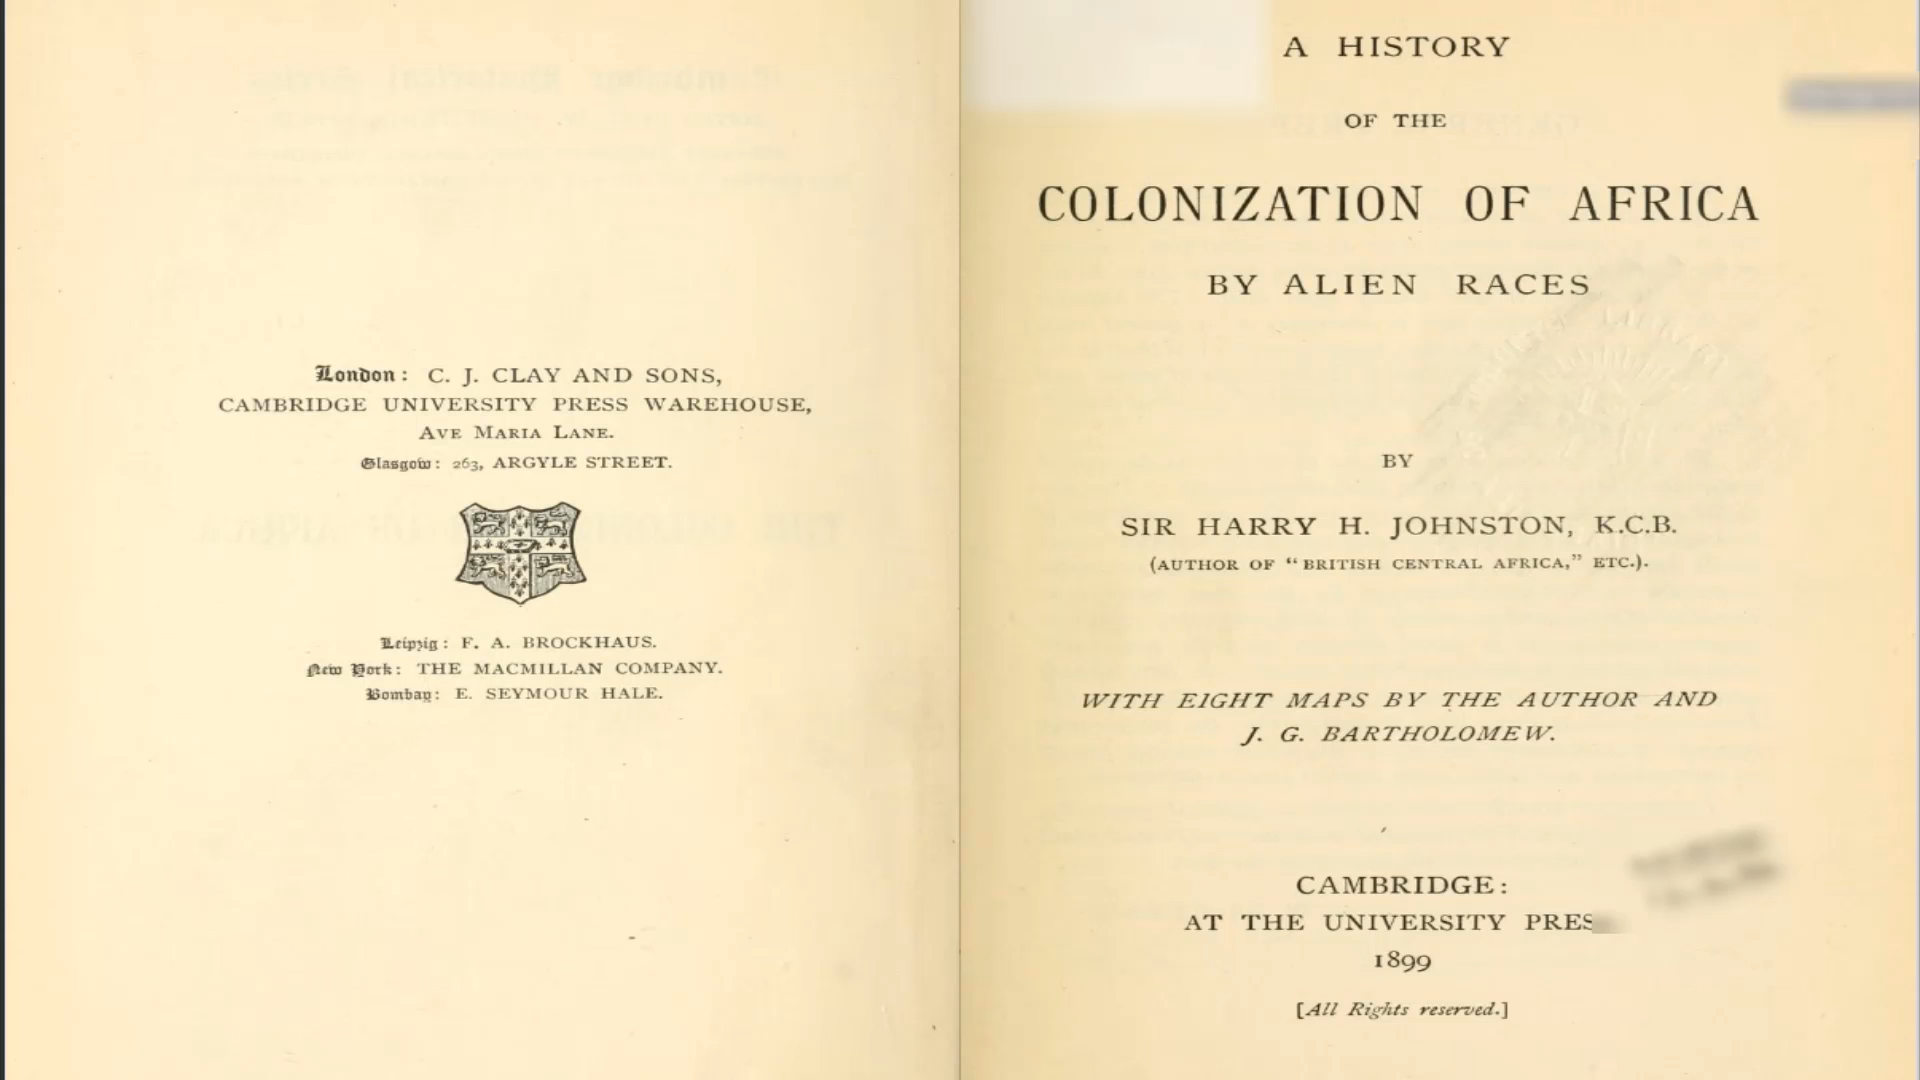 London: C. J. CLAY AND SONS,
CAMBRIDGE UNIVERSITY PRESS WAREHOUSE,
AVE MARIA LANE.
Glasgow: 263, ARGYLE STREET.
Leipzig: F. A. BROCKHAUS.
New York: THE MACMILLAN COMPANY.
Bombay: E. SEYMOUR HALE.
A HISTORY
OF THE
COLONIZATION OF AFRICA
BY ALIEN RACES
BY
SIR HARRY H. JOHNSTON, K.C.B.
(AUTHOR OF "BRITISH CENTRAL AFRICA," ETC.).
WITH EIGHT MAPS BY THE AUTHOR AND
J. G. BARTHOLOMEW.
CAMBRIDGE:
AT THE UNIVERSITY PRES
1899
[All Rights reserved.]